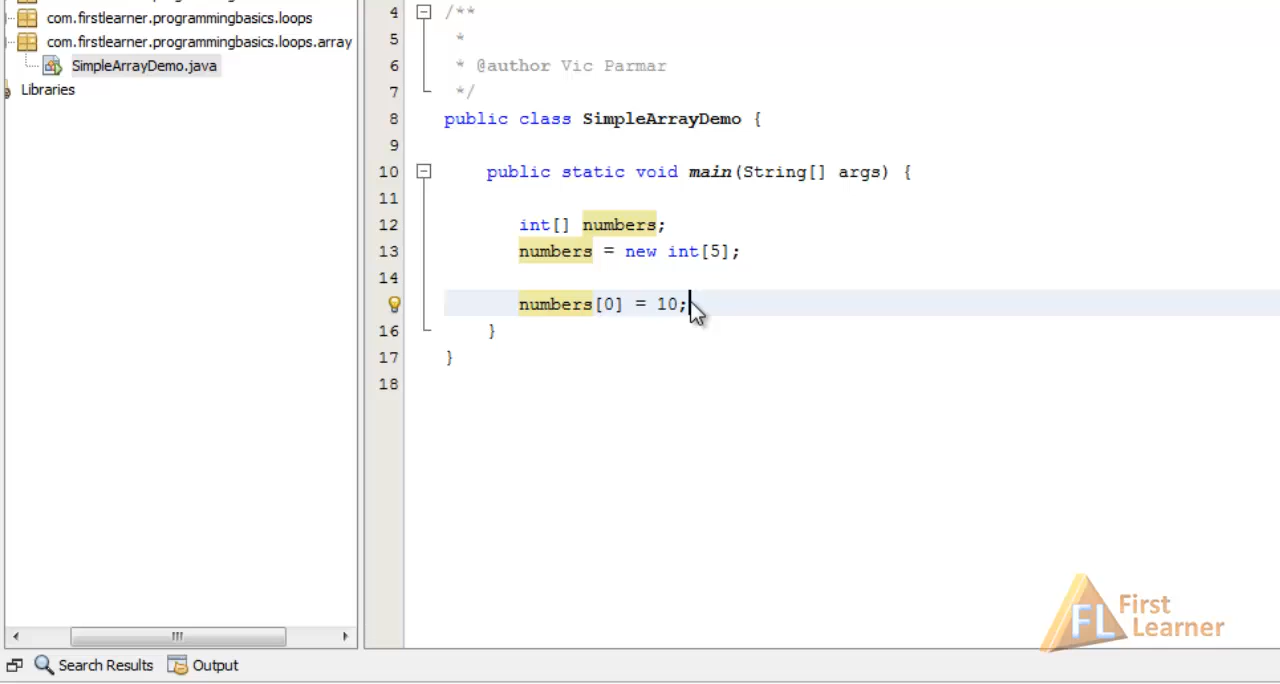 com.firstlearner.programmingbasics.loops
com.firstlearner.programmingbasics.loops.array
SimpleArrayDemo.java
Libraries
4 /**
5 *
6 * @author Vic Parmar
7 */
8 public class SimpleArrayDemo {
9
10 public static void main(String[] args) {
11
12 int[] numbers;
13 numbers = new int[5];
14
numbers[0] = 10;
16 }
17 }
18
FL First
Learner
Search Results Output